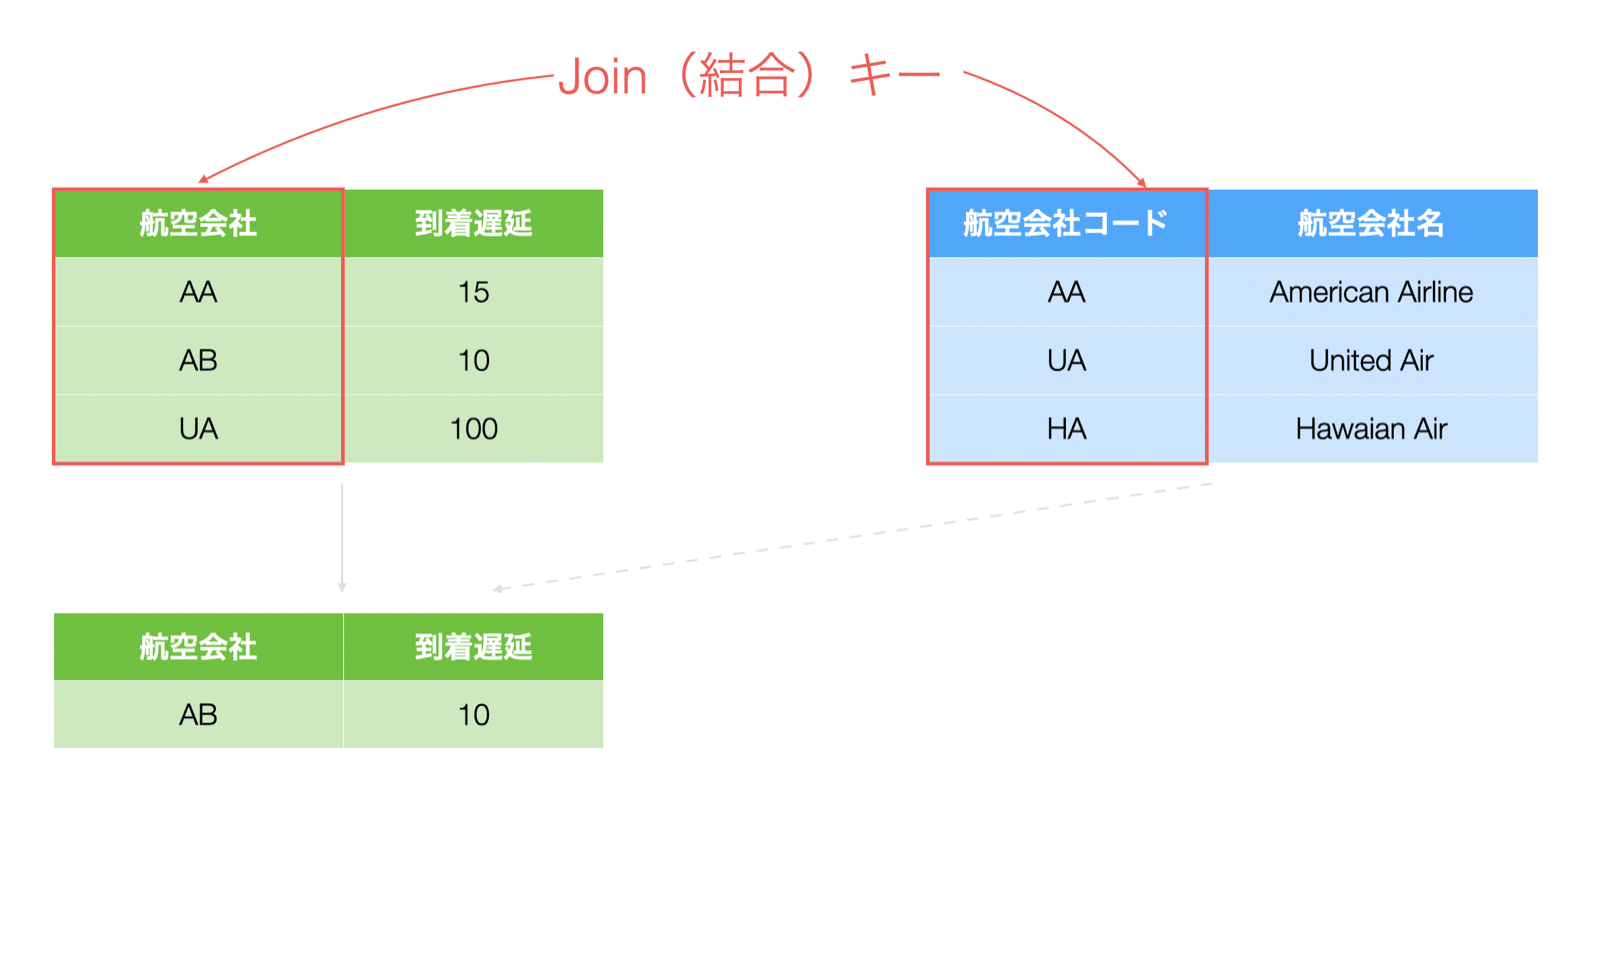 Join（結合）キー
航空会社 到着遅延
AA 15
AB 10
UA 100
航空会社コード 航空会社名
AA American Airline
UA United Air
HA Hawaian Air
航空会社 到着遅延
AB 10